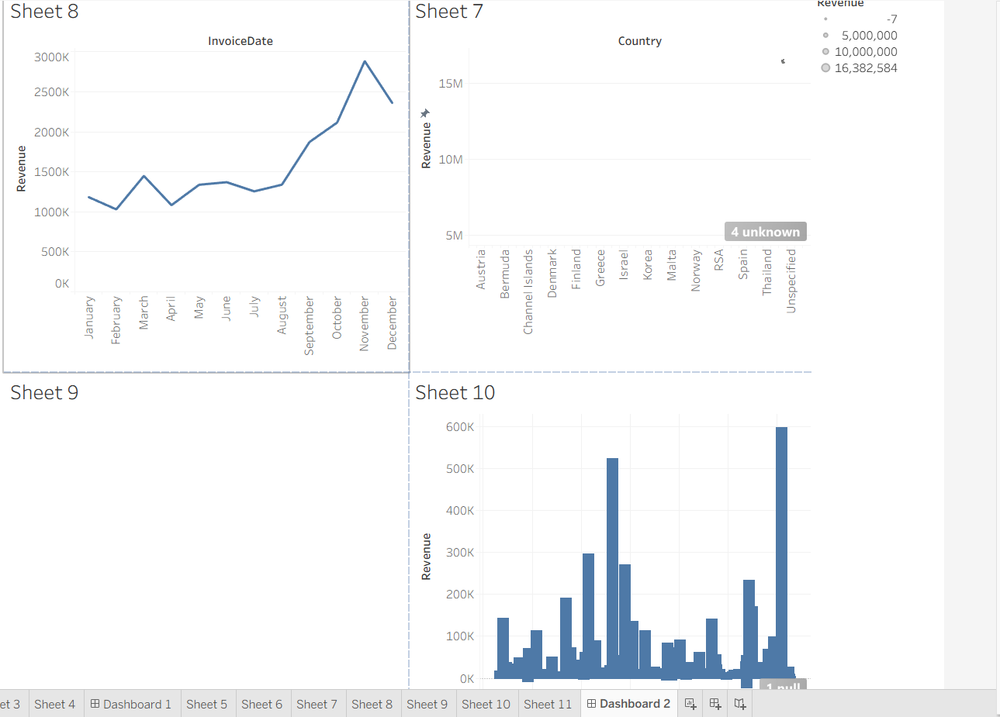 Sheet 8
InvoiceDate
3000K
2500K
2000K
1500K
1000K
500K
0K
Revenue
January
February
March
April
May
June
July
August
September
October
November
December
Sheet 7
Country
15M
10M
5M
Revenue
4 unknown
Austria
Bermuda
Channel Islands
Denmark
Finland
Greece
Israel
Korea
Malta
Norway
RSA
Spain
Thailand
Unspecified
Revenue
-7
5,000,000
10,000,000
16,382,584
Sheet 9
Sheet 10
600K
500K
400K
300K
200K
100K
0K
Revenue
1 null
et 3 Sheet 4 Dashboard 1 Sheet 5 Sheet 6 Sheet 7 Sheet 8 Sheet 9 Sheet 10 Sheet 11 Dashboard 2